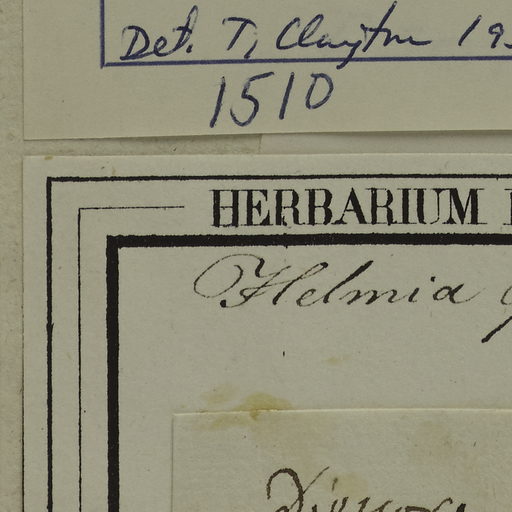 Det. T. Clayton 19
1510
HERBARIUM
Helmia